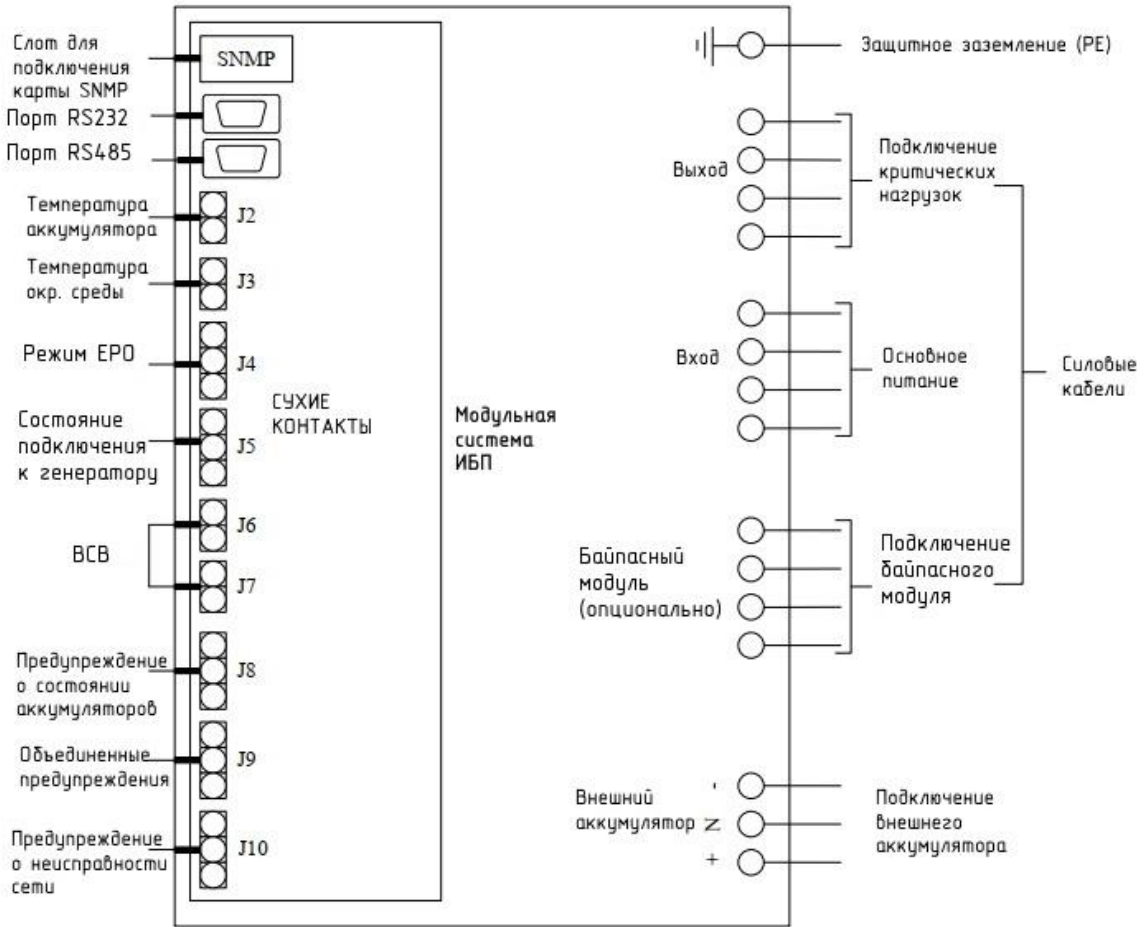 Слот для
подключения
карты SNMP
SNMP
Порт RS232
Порт RS485
Температура
аккумулятора
J2
Температура
окр. среды
J3
Режим EPO
J4
Состояние
подключения
к генератору
J5
СУХИЕ
КОНТАКТЫ
BCB
J6
J7
Предупреждение
о состоянии
аккумуляторов
J8
Объединенные
предупреждения
J9
Предупреждение
о неисправности
сети
J10
Модульная
система
ИБП
Защитное заземление (PE)
Выход
Подключение
критических
нагрузок
Вход
Основное
питание
Силовые
кабели
Байпасный
модуль
(опционально)
Подключение
байпасного
модуля
Внешний
аккумулятор
-
N
+
Подключение
внешнего
аккумулятора